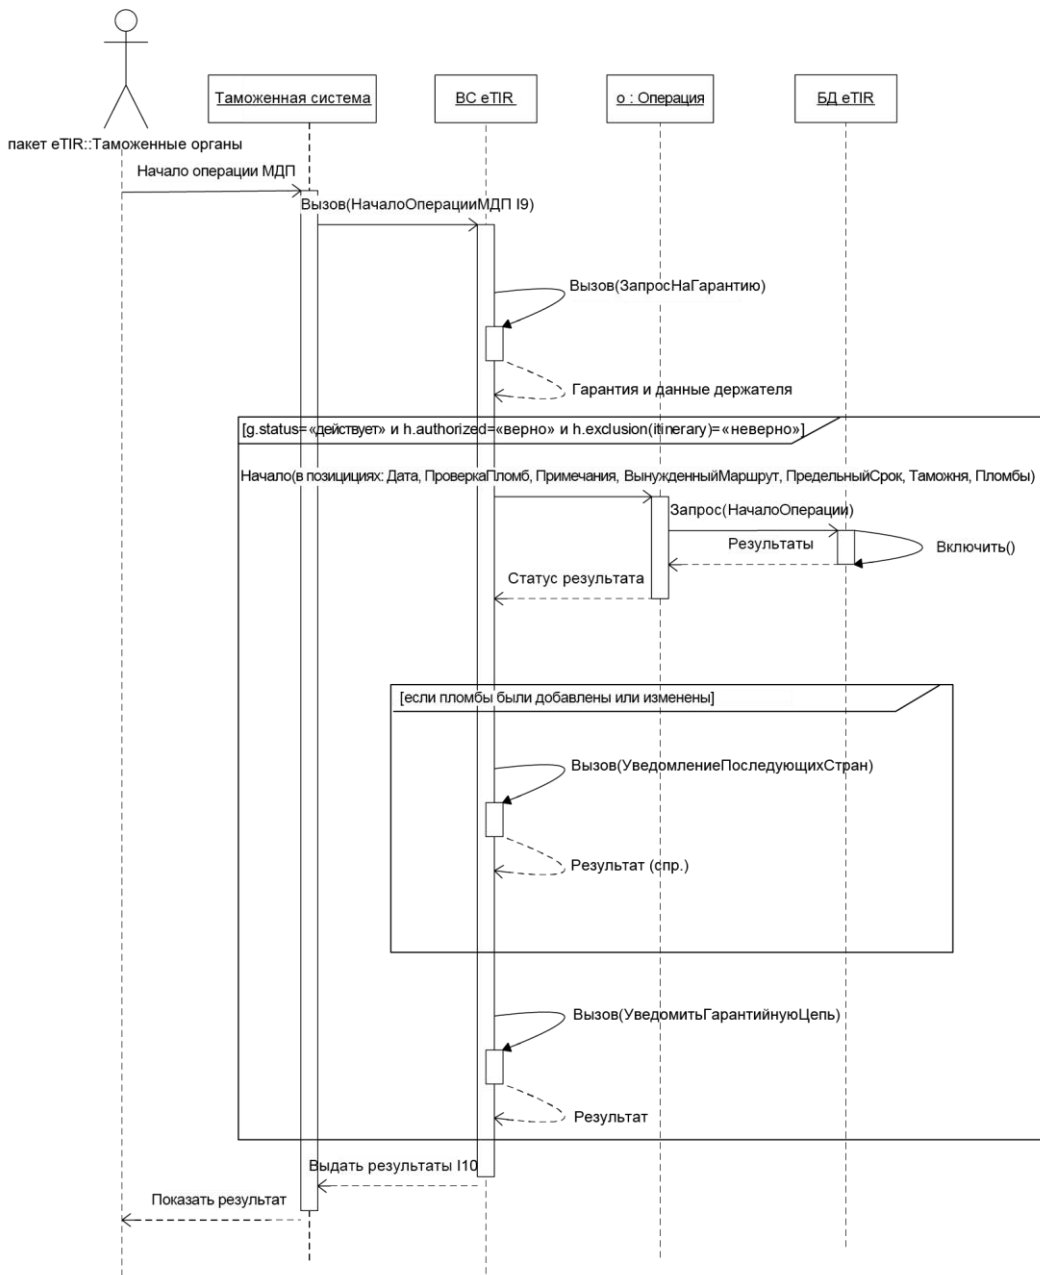 Таможенная система
ВС eTIR
о : Операция
БД eTIR
пакет eTIR::Таможенные органы
Начало операции МДП
Вызов(НачалоОперацииМДП I9)
Вызов(ЗапросНаГарантию)
Гарантия и данные держателя
[g.status=«действует» и h.authorized=«верно» и h.exclusion(itinerary)=«неверно»]
Начало(в позицициях: Дата, ПроверкаПломб, Примечания, ВынужденныйМаршрут, ПредельныйСрок, Таможня, Пломбы)
Запрос(НачалоОперации)
Результаты
Включить()
Статус результата
[если пломбы были добавлены или изменены]
Вызов(УведомлениеПоследующихСтран)
Результат (спр.)
Вызов(УведомитьГарантийнуюЦепь)
Результат
Выдать результаты I10
Показать результат